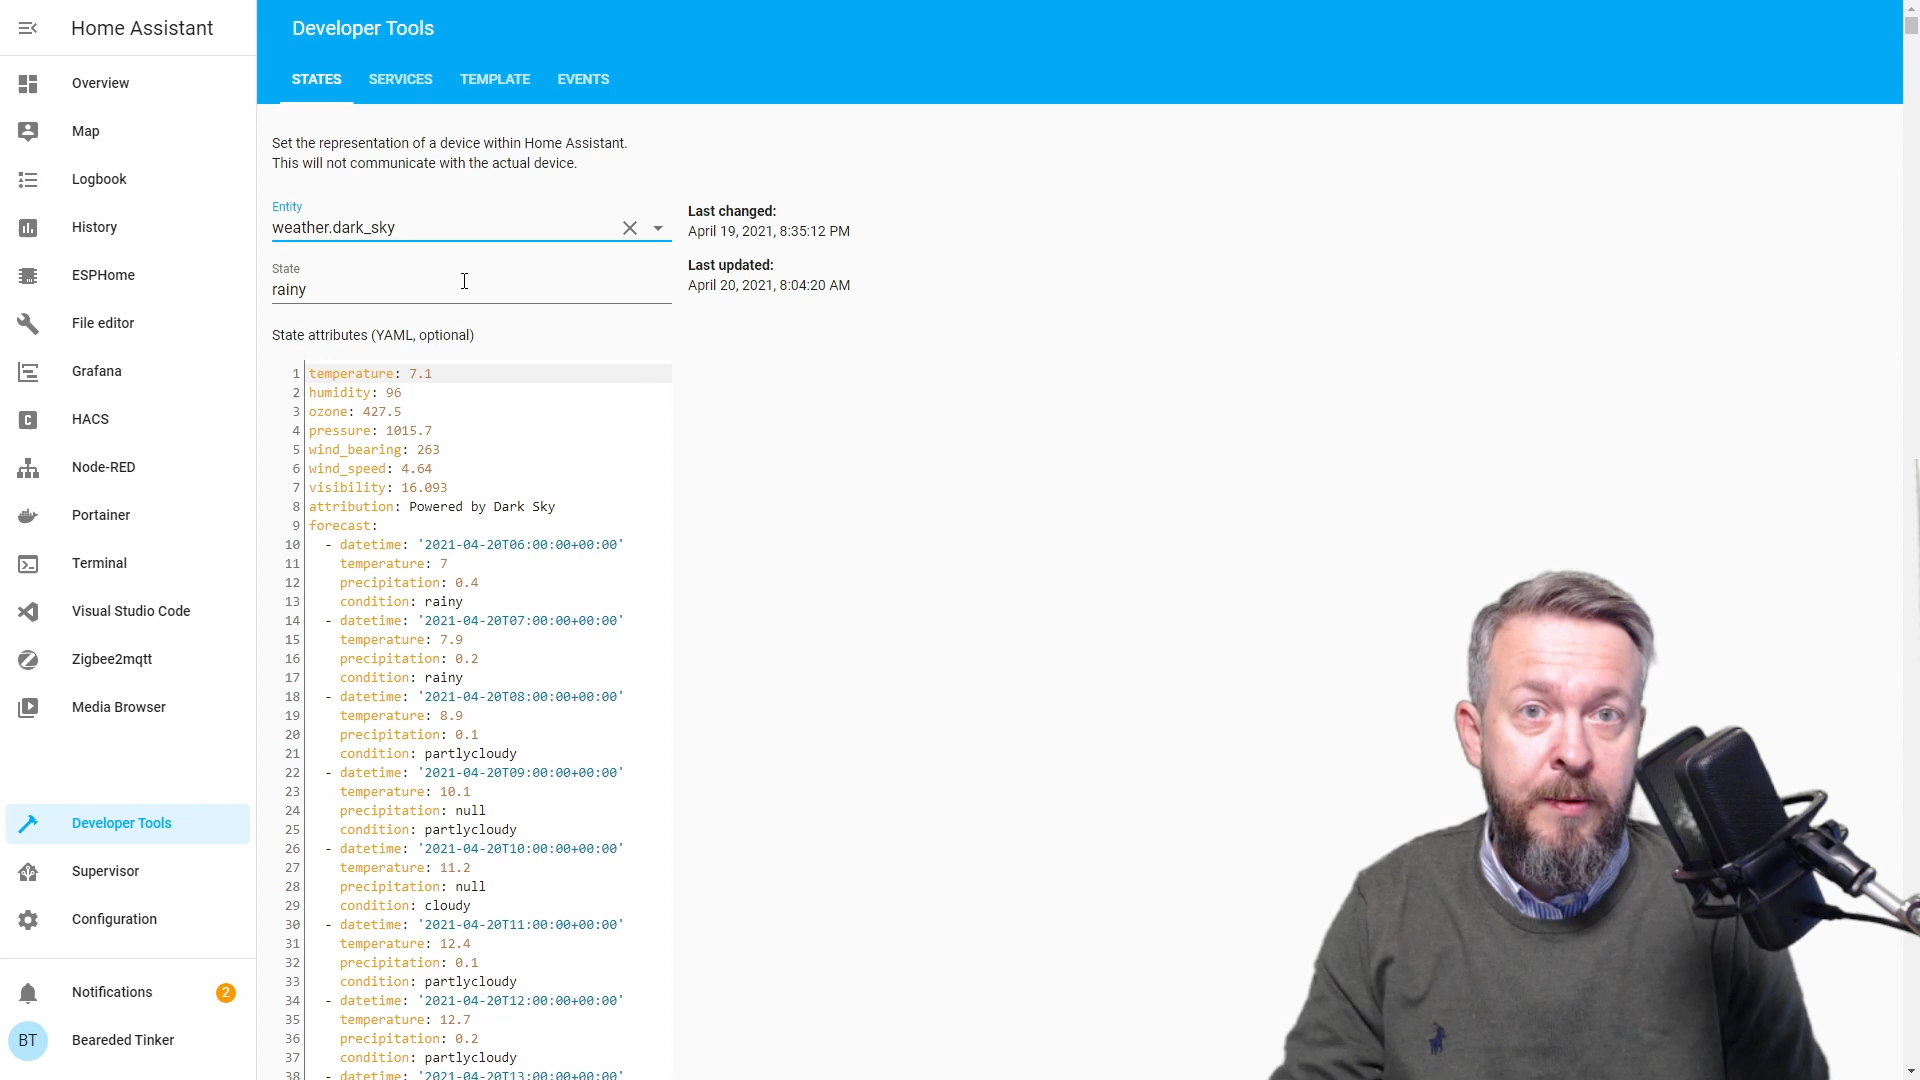 Home Assistant
Overview
Map
Logbook
History
ESPHome
File editor
Grafana
C
HACS
Node-RED
Portainer
Terminal
Visual Studio Code
Zigbee2mqtt
Media Browser
Developer Tools
Supervisor
Configuration
Notifications 2
BT Beareded Tinker
Developer Tools
STATES SERVICES TEMPLATE EVENTS
Set the representation of a device within Home Assistant.
This will not communicate with the actual device.
Entity
weather.dark_sky
State
rainy
Last changed:
April 19, 2021, 8:35:12 PM
Last updated:
April 20, 2021, 8:04:20 AM
State attributes (YAML, optional)
1 temperature: 7.1
2 humidity: 96
3 ozone: 427.5
4 pressure: 1015.7
5 wind_bearing: 263
6 wind_speed: 4.64
7 visibility: 16.093
8 attribution: Powered by Dark Sky
9 forecast:
10 - datetime: '2021-04-20T06:00:00+00:00'
11 temperature: 7
12 precipitation: 0.4
13 condition: rainy
14 - datetime: '2021-04-20T07:00:00+00:00'
15 temperature: 7.9
16 precipitation: 0.2
17 condition: rainy
18 - datetime: '2021-04-20T08:00:00+00:00'
19 temperature: 8.9
20 precipitation: 0.1
21 condition: partlycloudy
22 - datetime: '2021-04-20T09:00:00+00:00'
23 temperature: 10.1
24 precipitation: null
25 condition: partlycloudy
26 - datetime: '2021-04-20T10:00:00+00:00'
27 temperature: 11.2
28 precipitation: null
29 condition: cloudy
30 - datetime: '2021-04-20T11:00:00+00:00'
31 temperature: 12.4
32 precipitation: 0.1
33 condition: partlycloudy
34 - datetime: '2021-04-20T12:00:00+00:00'
35 temperature: 12.7
36 precipitation: 0.2
37 condition: partlycloudy
38 - datetime: '2021-04-20T13:00:00+00:00'